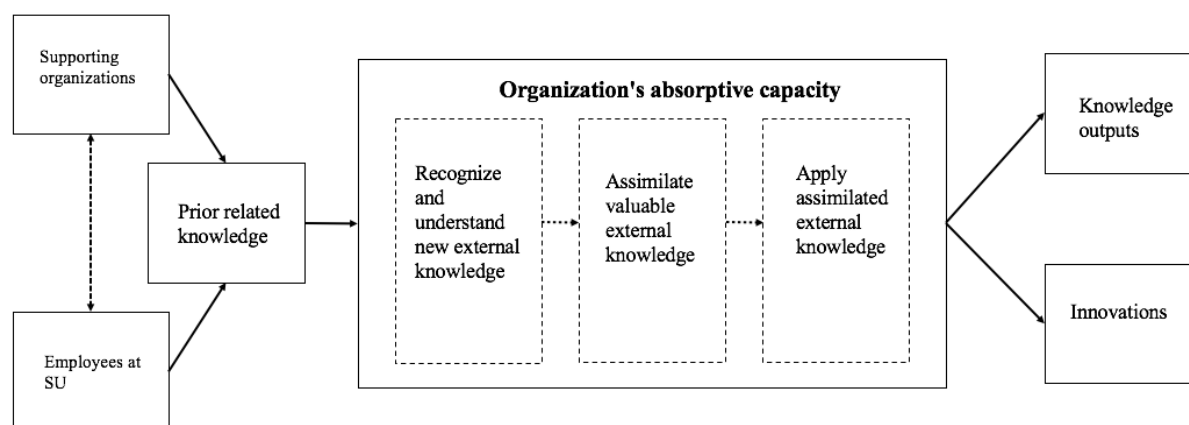 Supporting
organizations
Employees at
SU
Prior related
knowledge
Organization's absorptive capacity
Recognize
and
understand
new external
knowledge
Assimilate
valuable
external
knowledge
Apply
assimilated
external
knowledge
Knowledge
outputs
Innovations